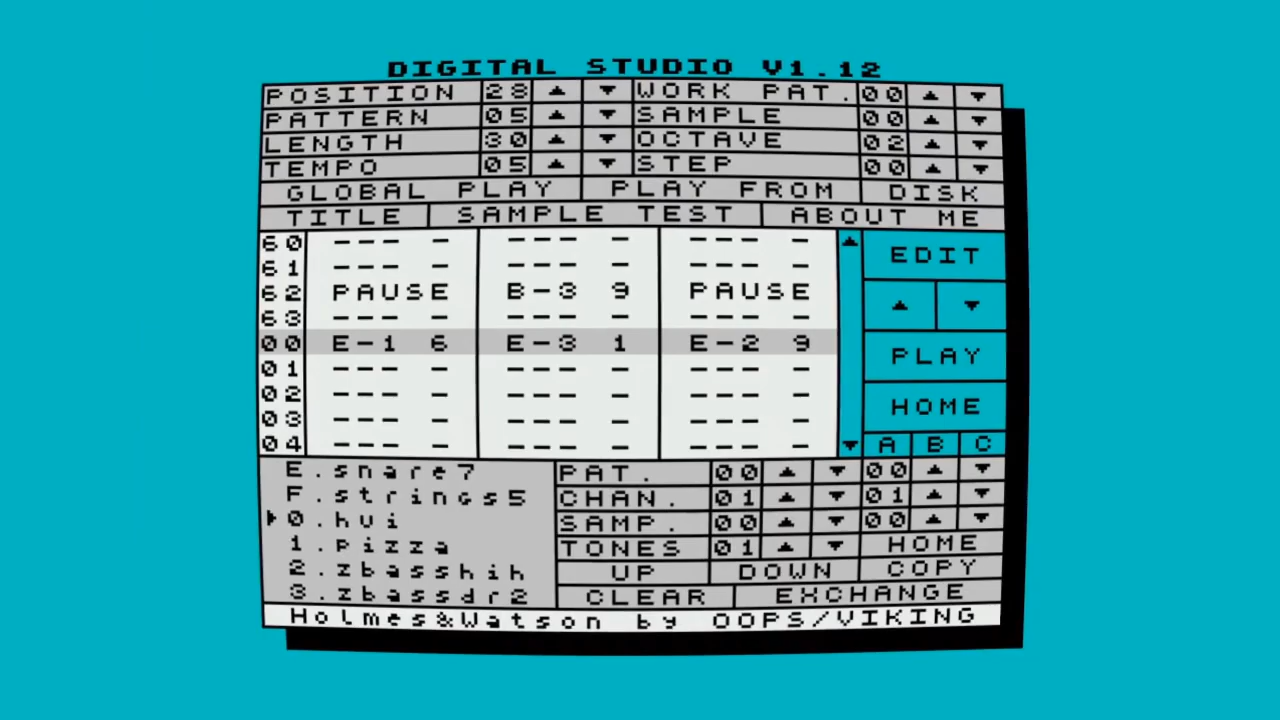 DIGITAL STUDIO V1.12
POSITION 28 WORK PAT. 00
PATTERN 05 SAMPLE 00
LENGTH 30 OCTAVE 02
TEMPO 05 STEP 00
GLOBAL PLAY PLAY FROM DISK
TITLE SAMPLE TEST ABOUT ME
60 --- - --- - --- - EDIT
61 --- - --- - --- -
62 PAUSE B-3 9 PAUSE
63 --- - --- - --- -
00 E-1 6 E-3 1 E-2 9 PLAY
01 --- - --- - --- -
02 --- - --- - --- - HOME
03 --- - --- - --- -
04 --- - --- - --- - A B C
E.snare7 PAT. 00 00
F.strings5 CHAN. 01 01
0.hui SAMP. 00 00
1.pizza TONES 01 HOME
2.zbasshih UP DOWN COPY
3.zbassdr2 CLEAR EXCHANGE
Holmes&Watson by OOPS/VIKING